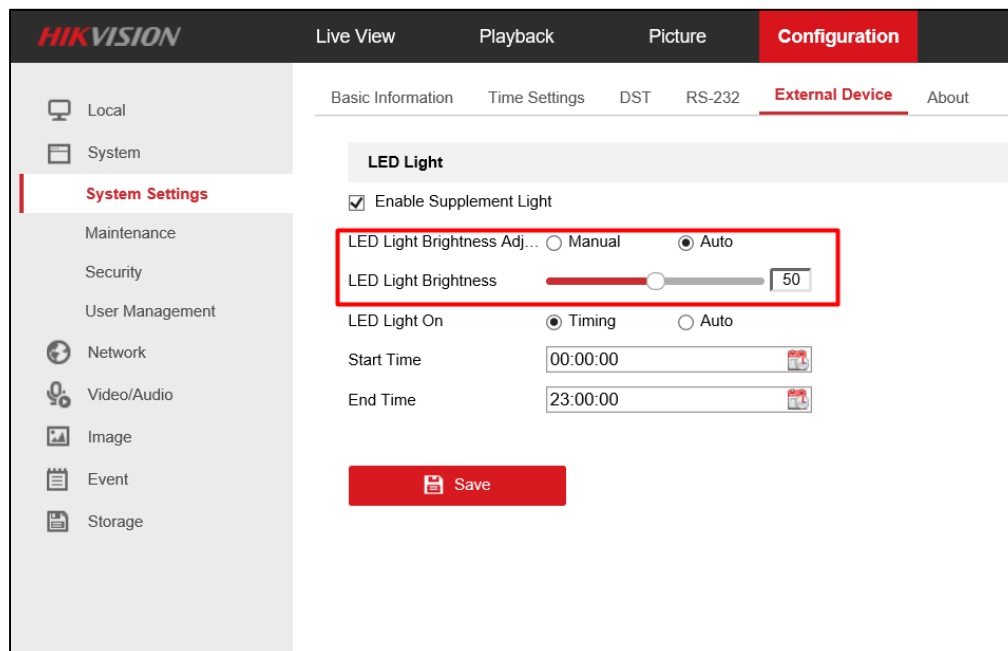 HIKVISION Live View Playback Picture Configuration
Basic Information Time Settings DST RS-232 External Device About
Local
System
System Settings
Maintenance
Security
User Management
Network
Video/Audio
Image
Event
Storage
LED Light
Enable Supplement Light
LED Light Brightness Adj... Manual Auto
LED Light Brightness 50
LED Light On Timing Auto
Start Time 00:00:00
End Time 23:00:00
Save